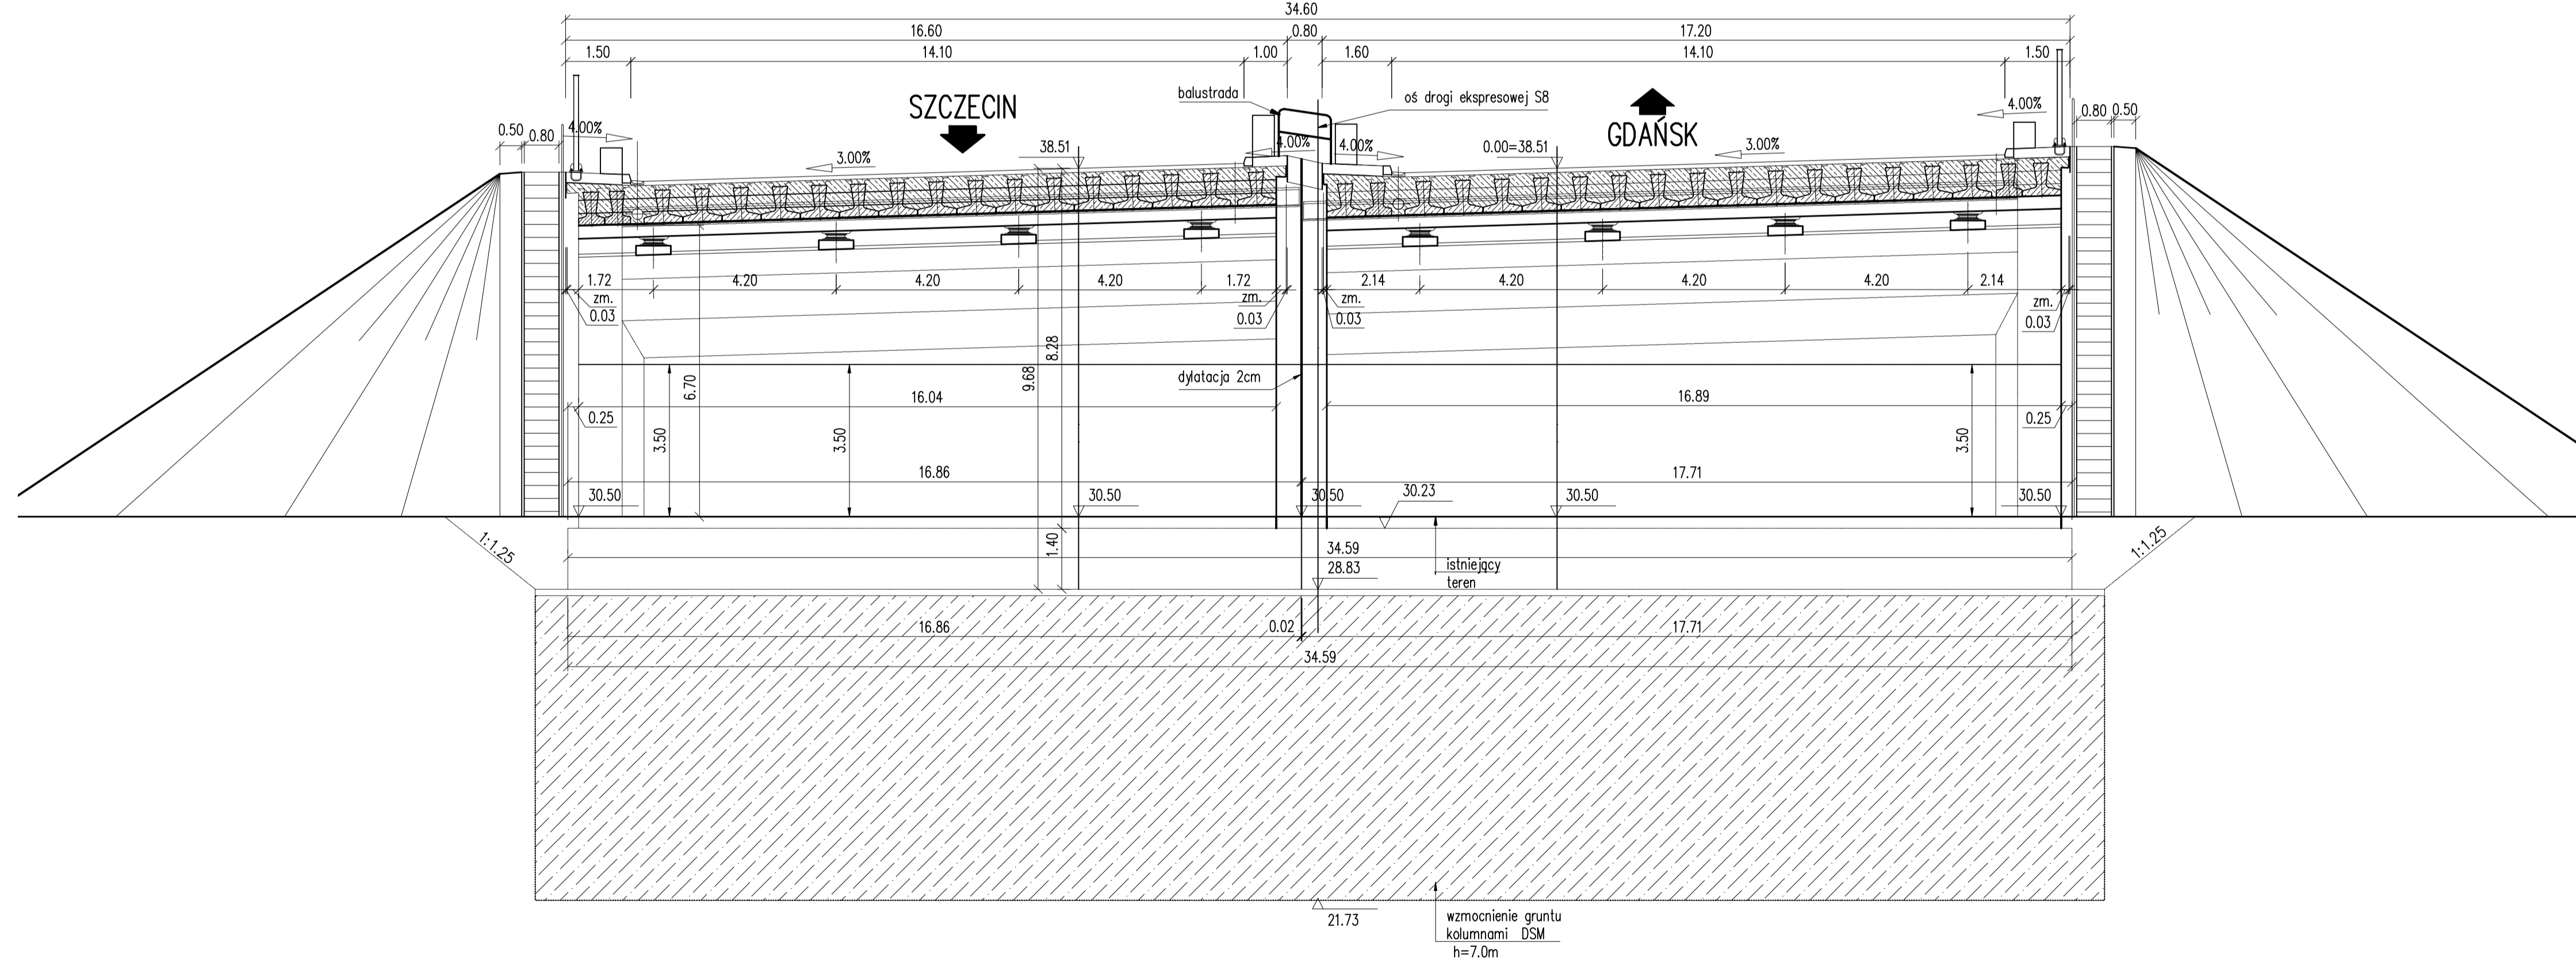 34.60
16.60 0.80 17.20
1.50 14.10 1.00 1.60 14.10 1.50
balustrada
oś drogi ekspresowej S8
SZCZECIN
GDAŃSK
0.50 0.80 4.00%
3.00%
38.51
4.00% 4.00%
0.00=38.51
3.00%
4.00%
0.80 0.50
1.72 4.20 4.20 4.20 1.72 2.14 4.20 4.20 4.20 2.14
zm. zm. zm. zm.
0.03 0.03 0.03 0.03
8.28
9.68
6.70
dylatacja 2cm
16.04 16.89
0.25 0.25
3.50 3.50 3.50
16.86 17.71
30.50 30.50 30.50 30.23 30.50 30.50
1:1.25 1:1.25
1.40
34.59
28.83
istniejący
teren
16.86 0.02 17.71
34.59
21.73
wzmocnienie gruntu
kolumnami DSM
h=7.0m